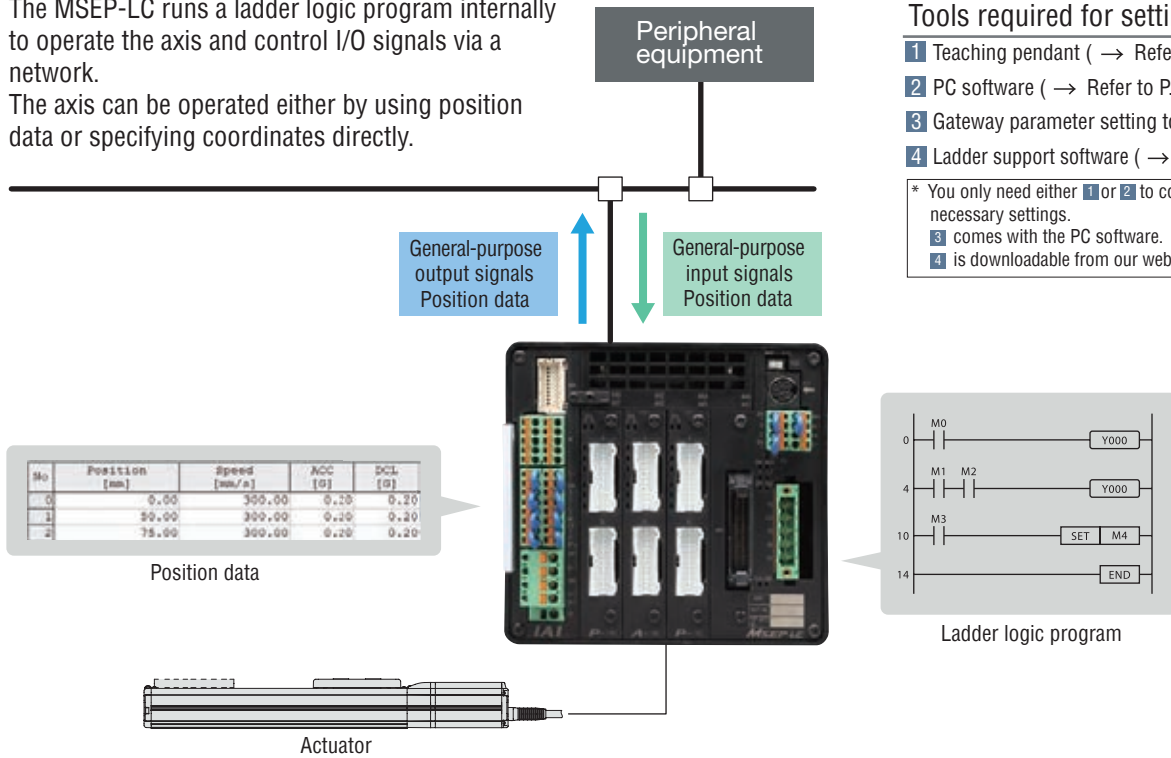 The MSEP-LC runs a ladder logic program internally
to operate the axis and control I/O signals via a
network.
The axis can be operated either by using position
data or specifying coordinates directly.
Peripheral
equipment
Tools required for setti
1 Teaching pendant ( → Refe
2 PC software ( → Refer to P.
3 Gateway parameter setting to
4 Ladder support software ( →
* You only need either 1 or 2 to co
necessary settings.
3 comes with the PC software.
4 is downloadable from our web
General-purpose
output signals
Position data
General-purpose
input signals
Position data
No Position [mm] Speed [mm/s] ACC [G] DCL [G]
0 0.00 300.00 0.20 0.20
1 50.00 300.00 0.20 0.20
2 75.00 300.00 0.20 0.20
Position data
IAI
MSEP-LC
M0
0 Y000
M1 M2
4 Y000
M3
10 SET M4
14 END
Ladder logic program
Actuator